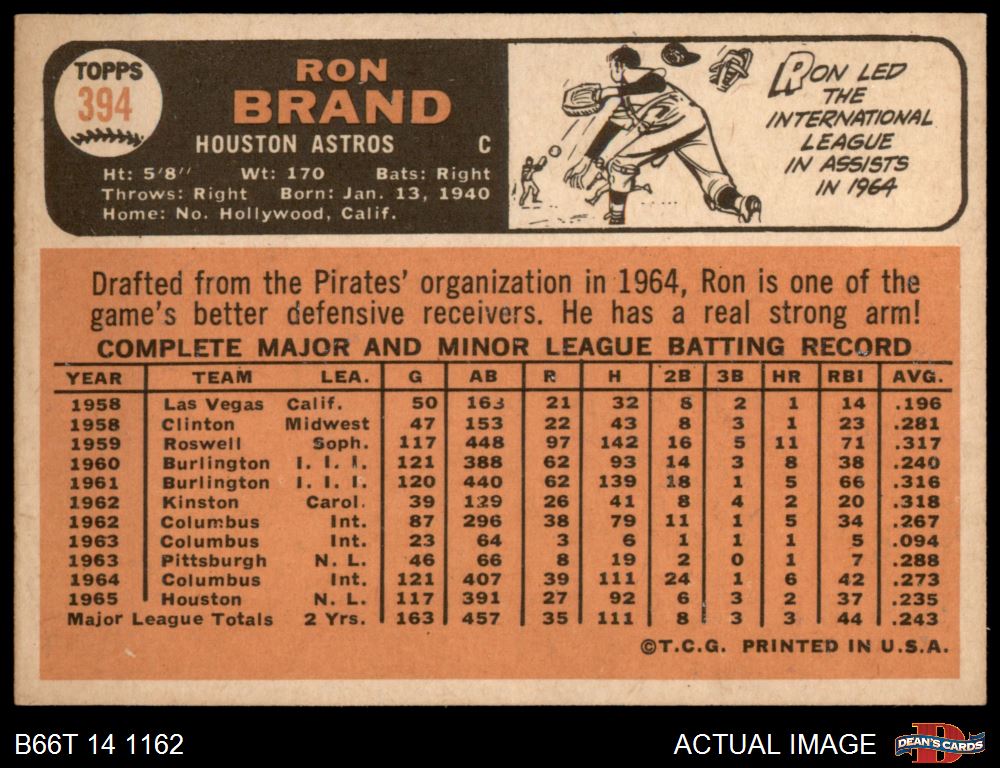 TOPPS
394
RON
BRAND
HOUSTON ASTROS C
Ht: 5'8" Wt: 170 Bats: Right
Throws: Right Born: Jan. 13, 1940
Home: No. Hollywood, Calif.
RON LED
THE
INTERNATIONAL
LEAGUE
IN ASSISTS
IN 1964
Drafted from the Pirates' organization in 1964, Ron is one of the
game's better defensive receivers. He has a real strong arm!
COMPLETE MAJOR AND MINOR LEAGUE BATTING RECORD
YEAR TEAM LEA. G AB R H 2B 3B HR RBI AVG.
1958 Las Vegas Calif. 50 163 21 32 8 2 1 14 .196
1958 Clinton Midwest 47 153 22 43 8 3 1 23 .281
1959 Roswell Soph. 117 448 97 142 16 5 11 71 .317
1960 Burlington I. I. I. 121 388 62 93 14 3 8 38 .240
1961 Burlington I. I. I. 120 440 62 139 18 1 5 66 .316
1962 Kinston Carol. 39 129 26 41 8 4 2 20 .318
1962 Columbus Int. 87 296 38 79 11 1 5 34 .267
1963 Columbus Int. 23 64 3 6 1 1 1 5 .094
1963 Pittsburgh N. L. 46 66 8 19 2 0 1 7 .288
1964 Columbus Int. 121 407 39 111 24 1 6 42 .273
1965 Houston N. L. 117 391 27 92 6 3 2 37 .235
Major League Totals 2 Yrs. 163 457 35 111 8 3 3 44 .243
©T.C.G. PRINTED IN U.S.A.
B66T 14 1162
ACTUAL IMAGE
DEAN'S CARDS